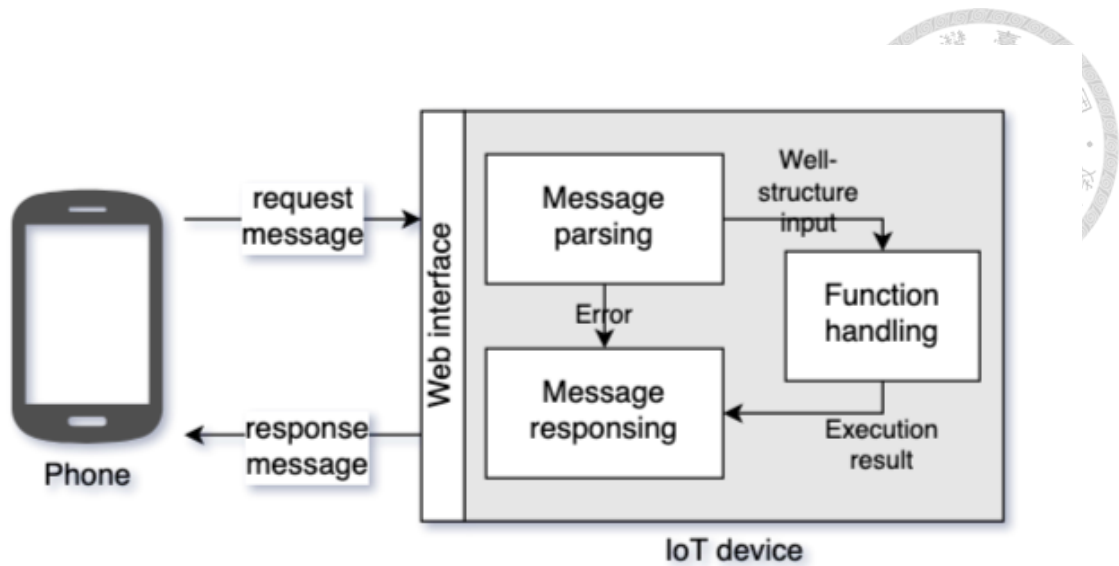 request
message
Web interface
Message
parsing
Well-
structure
input
Error
Function
handling
Message
responsing
Execution
result
response
message
Phone
IoT device